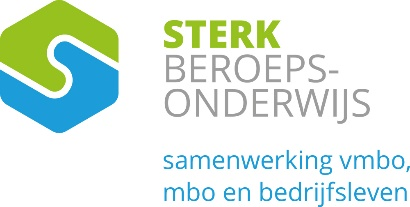 STERK
BEROEPS-
ONDERWIJS
samenwerking vmbo,
mbo en bedrijfsleven